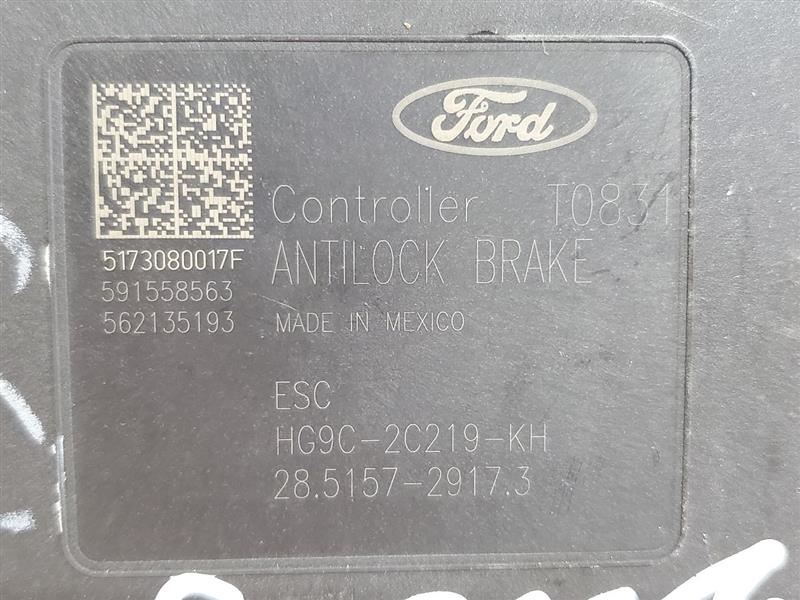 Ford
Controller T0831
ANTILOCK BRAKE
5173080017F
591558563
562135193
MADE IN MEXICO
ESC
HG9C-2C219-KH
28.5157-2917.3